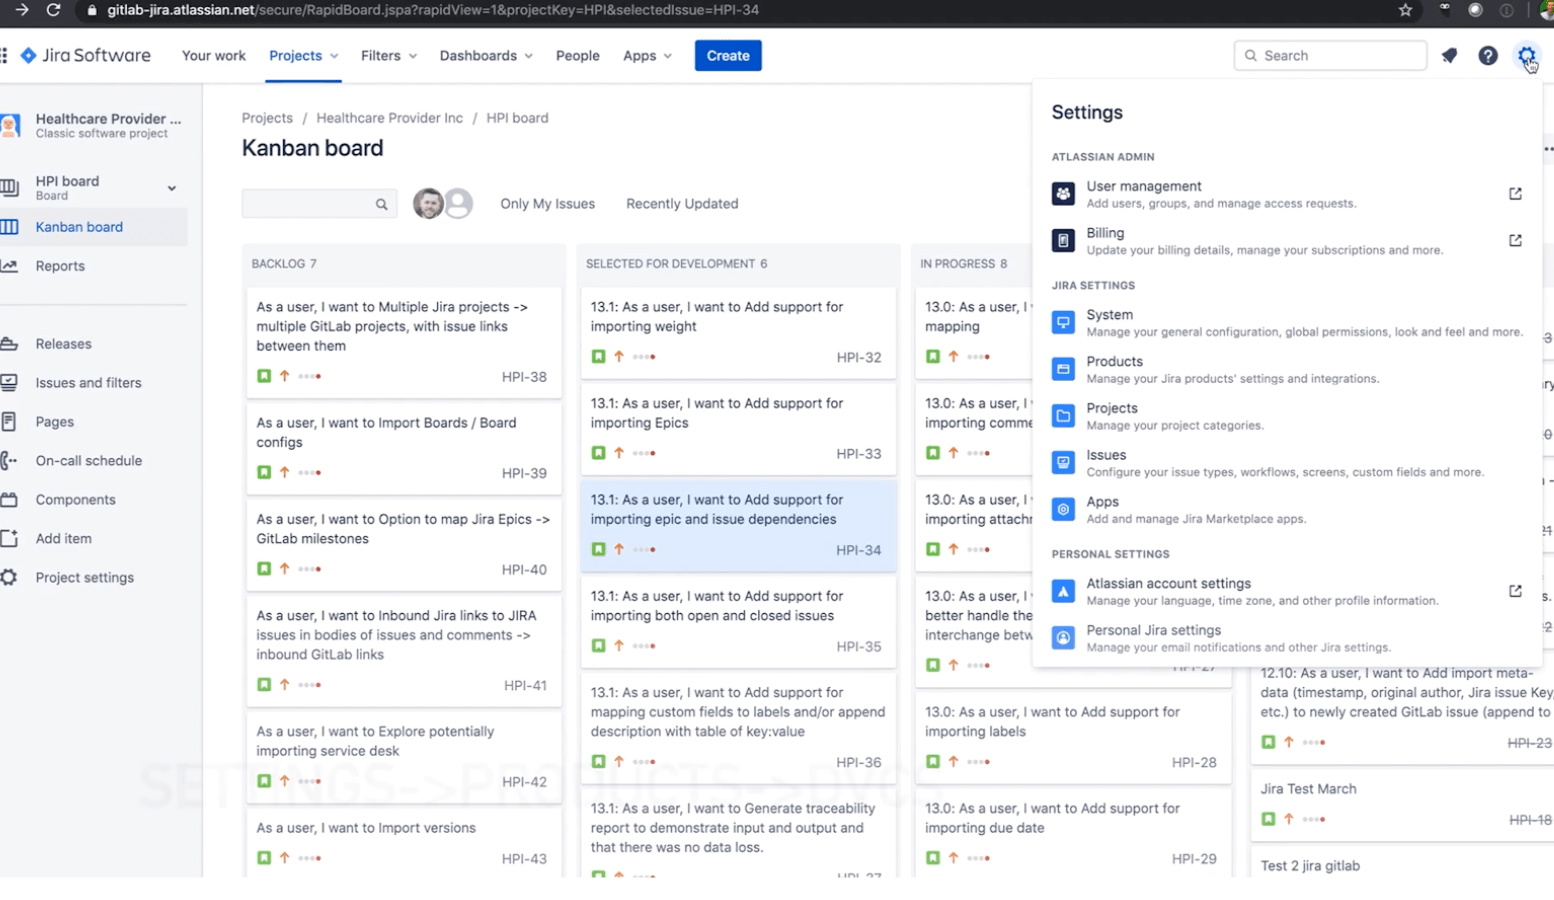 gitlab-jira.atlassian.net/secure/RapidBoard.jspa?rapidView=1&projectKey=HPI&selectedIssue=HPI-34
Jira Software
Your work
Projects
Filters
Dashboards
People
Apps
Create
Search
Healthcare Provider ...
Classic software project
HPI board
Board
Kanban board
Reports
Releases
Issues and filters
Pages
On-call schedule
Components
Add item
Project settings
Projects / Healthcare Provider Inc / HPI board
Kanban board
Only My Issues
Recently Updated
BACKLOG 7
As a user, I want to Multiple Jira projects ->
multiple GitLab projects, with issue links
between them
HPI-38
As a user, I want to Import Boards / Board
configs
HPI-39
As a user, I want to Option to map Jira Epics ->
GitLab milestones
HPI-40
As a user, I want to Inbound Jira links to JIRA
issues in bodies of issues and comments ->
inbound GitLab links
HPI-41
As a user, I want to Explore potentially
importing service desk
HPI-42
As a user, I want to Import versions
HPI-43
SELECTED FOR DEVELOPMENT 6
13.1: As a user, I want to Add support for
importing weight
HPI-32
13.1: As a user, I want to Add support for
importing Epics
HPI-33
13.1: As a user, I want to Add support for
importing epic and issue dependencies
HPI-34
13.1: As a user, I want to Add support for
importing both open and closed issues
HPI-35
13.1: As a user, I want to Add support for
mapping custom fields to labels and/or append
description with table of key:value
HPI-36
13.1: As a user, I want to Generate traceability
report to demonstrate input and output and
that there was no data loss.
HPI-37
IN PROGRESS 8
13.0: As a user, I
mapping
13.0: As a user, I
importing comme
13.0: As a user, I
importing attach
13.0: As a user, I
better handle the
interchange betw
HPI-27
13.0: As a user, I want to Add support for
importing labels
HPI-28
13.0: As a user, I want to Add support for
importing due date
HPI-29
12.10: As a user, I want to Add import meta-
data (timestamp, original author, Jira issue Key,
etc.) to newly created GitLab issue (append to
HPI-23
Jira Test March
HPI-18
Test 2 jira gitlab
Settings
ATLASSIAN ADMIN
User management
Add users, groups, and manage access requests.
Billing
Update your billing details, manage your subscriptions and more.
JIRA SETTINGS
System
Manage your general configuration, global permissions, look and feel and more.
Products
Manage your Jira products' settings and integrations.
Projects
Manage your project categories.
Issues
Configure your issue types, workflows, screens, custom fields and more.
Apps
Add and manage Jira Marketplace apps.
PERSONAL SETTINGS
Atlassian account settings
Manage your language, time zone, and other profile information.
Personal Jira settings
Manage your email notifications and other Jira settings.
SETTINGS->PRODUCTS->DVCS